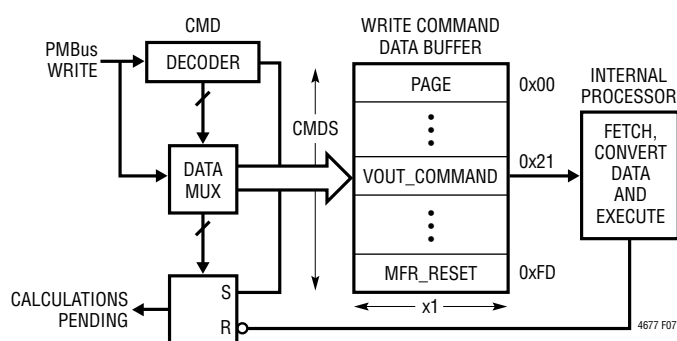 CMD
PMBus
WRITE
DECODER
DATA
MUX
CMDS
S
R
CALCULATIONS
PENDING
WRITE COMMAND
DATA BUFFER
PAGE
0x00
VOUT_COMMAND
0x21
MFR_RESET
0xFD
x1
INTERNAL
PROCESSOR
FETCH,
CONVERT
DATA
AND
EXECUTE
4677 F07